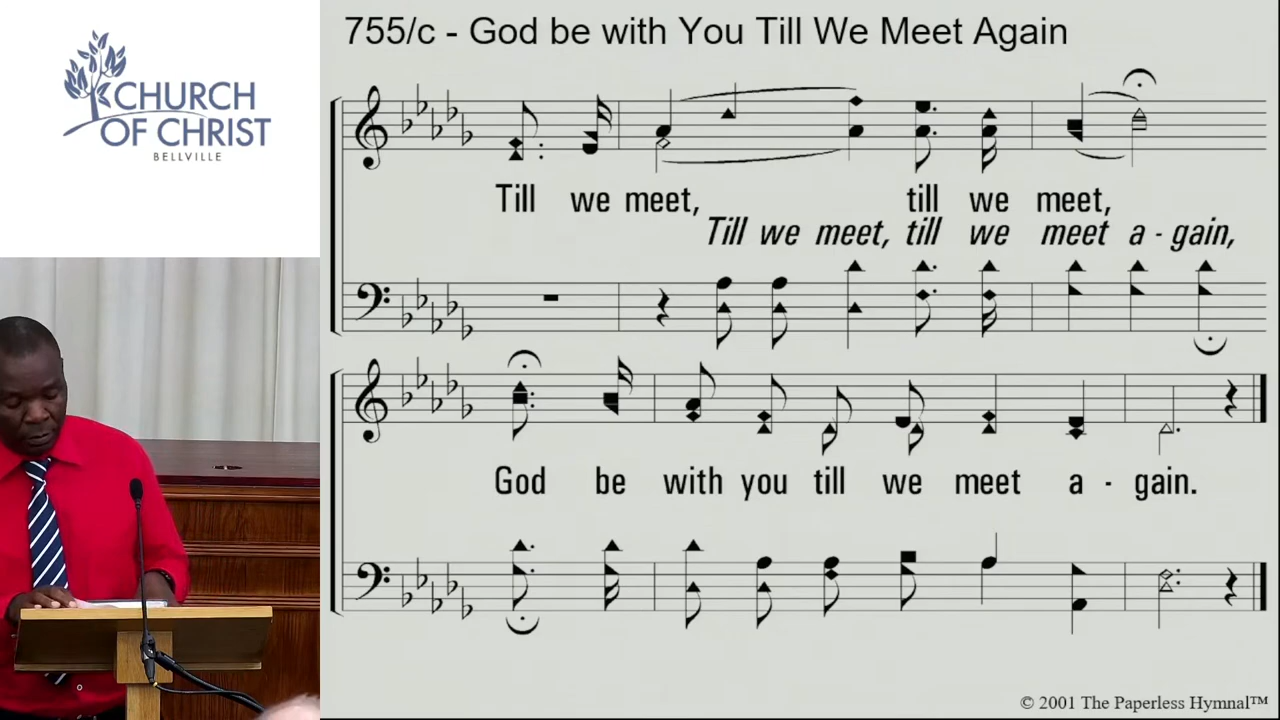 CHURCH
OF CHRIST
BELLVILLE
755/c - God be with You Till We Meet Again
Till we meet, till we meet,
Till we meet, till we meet a - gain,
God be with you till we meet a - gain.
© 2001 The Paperless Hymnal™